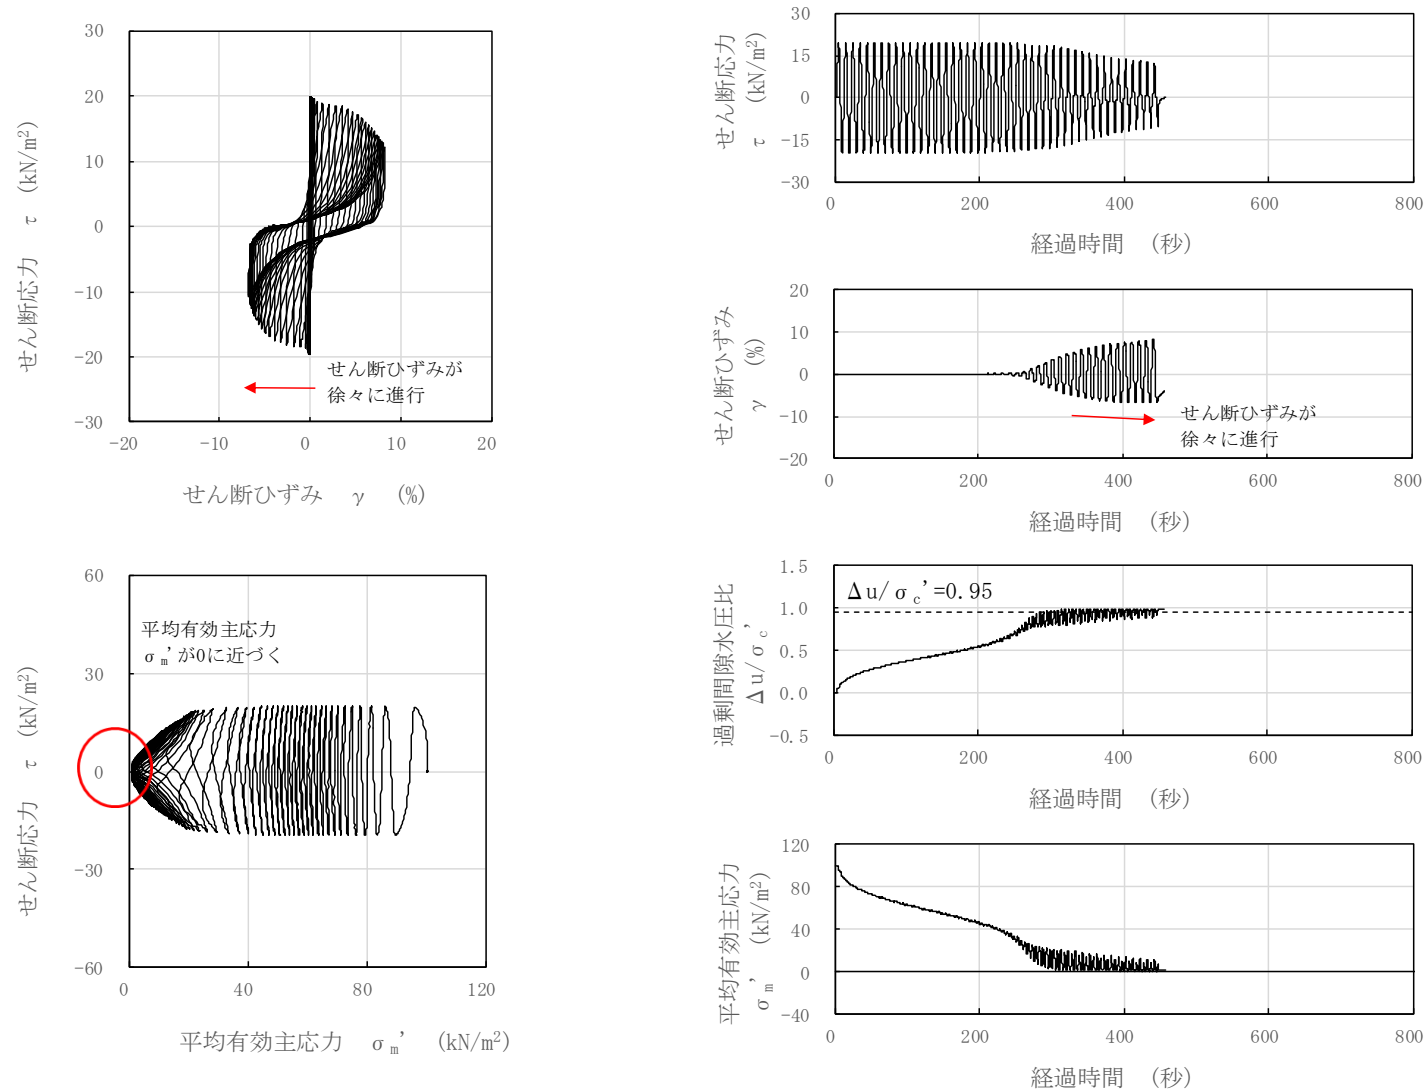 30
20
10
0
-10
-20
-30
-20
-10
0
10
20
せん断応力 τ (kN/m²)
せん断ひずみ γ (%)
せん断ひずみが
徐々に進行
60
30
0
-30
-60
0
40
80
120
せん断応力 τ (kN/m²)
平均有効主応力 σm' (kN/m²)
平均有効主応力
σm'が0に近づく
30
15
0
-15
-30
0
200
400
600
800
せん断応力
τ (kN/m²)
経過時間 (秒)
20
10
0
-10
-20
0
200
400
600
800
せん断ひずみ
γ (%)
経過時間 (秒)
せん断ひずみが
徐々に進行
1.5
1.0
0.5
0.0
-0.5
0
200
400
600
800
過剰間隙水圧比
Δu/σc'
経過時間 (秒)
Δu/σc'=0.95
120
80
40
0
-40
0
200
400
600
800
平均有効主応力
σm' (kN/m²)
経過時間 (秒)